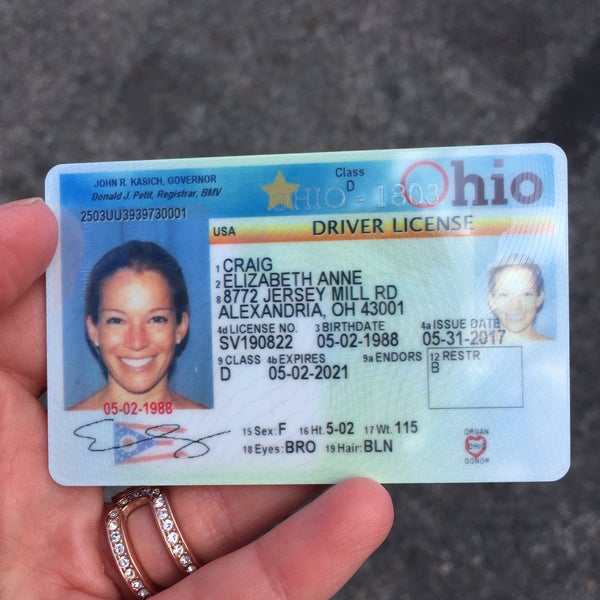 JOHN R. KASICH, GOVERNOR
Donald J. Petit, Registrar, BMV
Class
D
OHIO - 1803
Ohio
2503UU3939730001
USA
DRIVER LICENSE
1 CRAIG
2 ELIZABETH ANNE
8 8772 JERSEY MILL RD
ALEXANDRIA, OH 43001
4d LICENSE NO. 3 BIRTHDATE 4a ISSUE DATE
SV190822 05-02-1988 05-31-2017
9 CLASS 4b EXPIRES 9a ENDORS 12 RESTR
D 05-02-2021 B
05-02-1988
15 Sex: F 16 Ht. 5-02 17 Wt. 115
18 Eyes: BRO 19 Hair: BLN
ORGAN
OHIO
DONOR